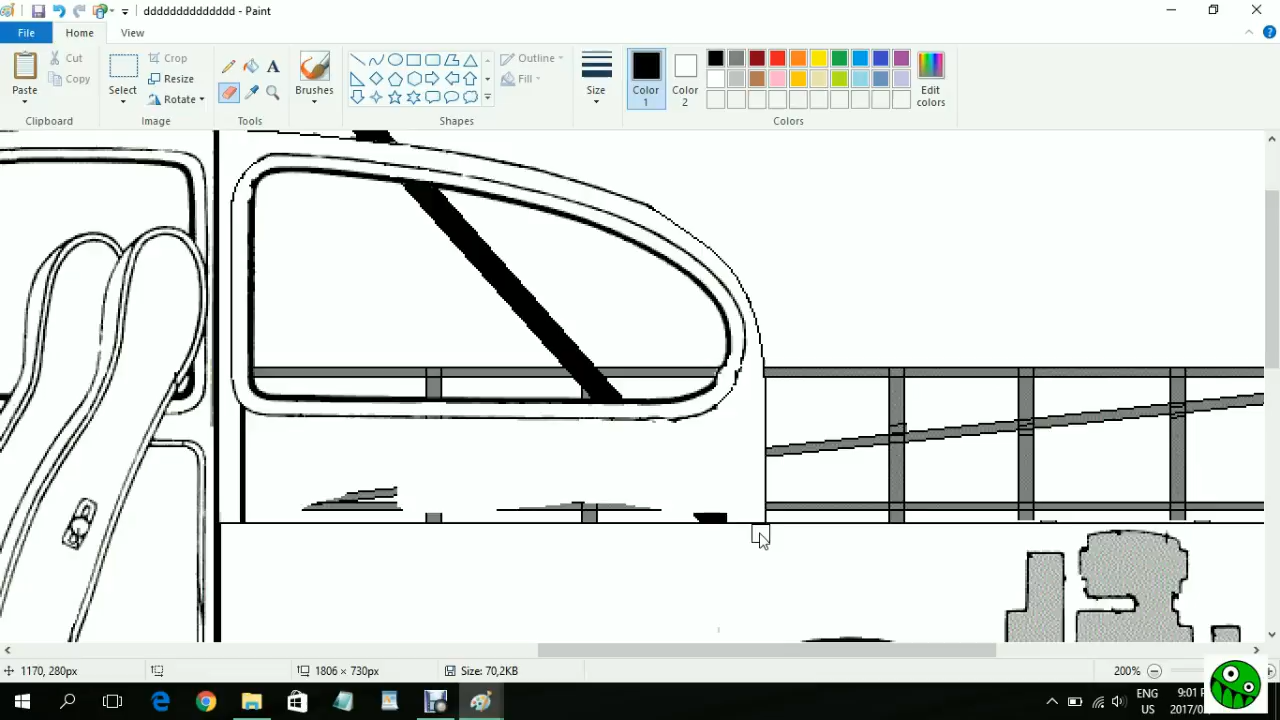 dddddddddddddd - Paint
File Home View
Paste
Cut
Copy
Clipboard
Select
Crop
Resize
Rotate
Image
Tools
Brushes
Shapes
Outline
Fill
Size
Color 1
Color 2
Edit colors
Colors
1170, 280px
1806 × 730px
Size: 70,2KB
200%
ENG
US
9:01